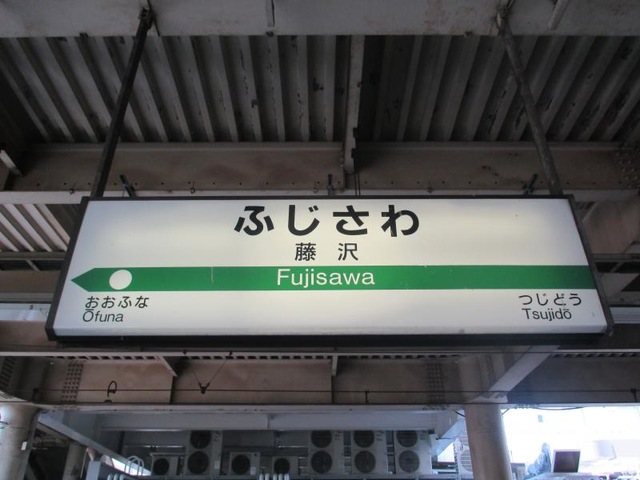 ふじさわ
藤沢
Fujisawa
おおふな つじどう
Ōfuna Tsujidō